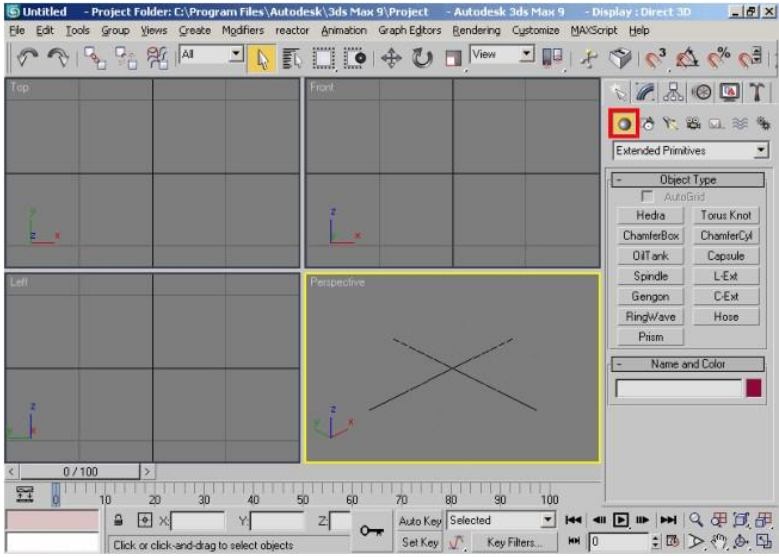 Untitled - Project Folder: C:\Program Files\Autodesk\3ds Max 9\Project - Autodesk 3ds Max 9 - Display : Direct 3D
File Edit Tools Group Views Create Modifiers reactor Animation Graph Editors Rendering Customize MAXScript Help
All View 3 %
Top Front
Extended Primitives
- Object Type
AutoGrid
Hedra Torus Knot
ChamferBox ChamferCyl
y z
z x x
OilTank Capsule
Left Perspective
Spindle L-Ext
Gengon C-Ext
RingWave Hose
Prism
- Name and Color
z z
y x y x
< 0 / 100 >
0 10 20 30 40 50 60 70 80 90 100
X: Y: Z: Auto Key Selected
Click or click-and-drag to select objects Set Key Key Filters... 0